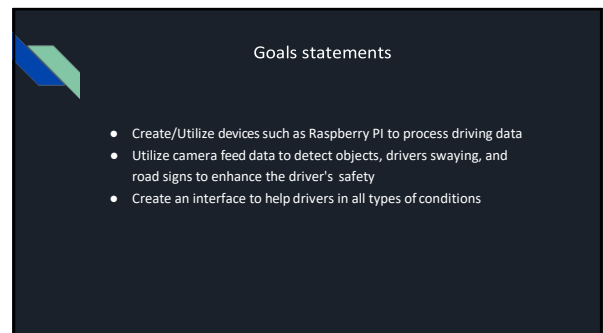 Goals statements
● Create/Utilize devices such as Raspberry PI to process driving data
● Utilize camera feed data to detect objects, drivers swaying, and
road signs to enhance the driver's safety
● Create an interface to help drivers in all types of conditions